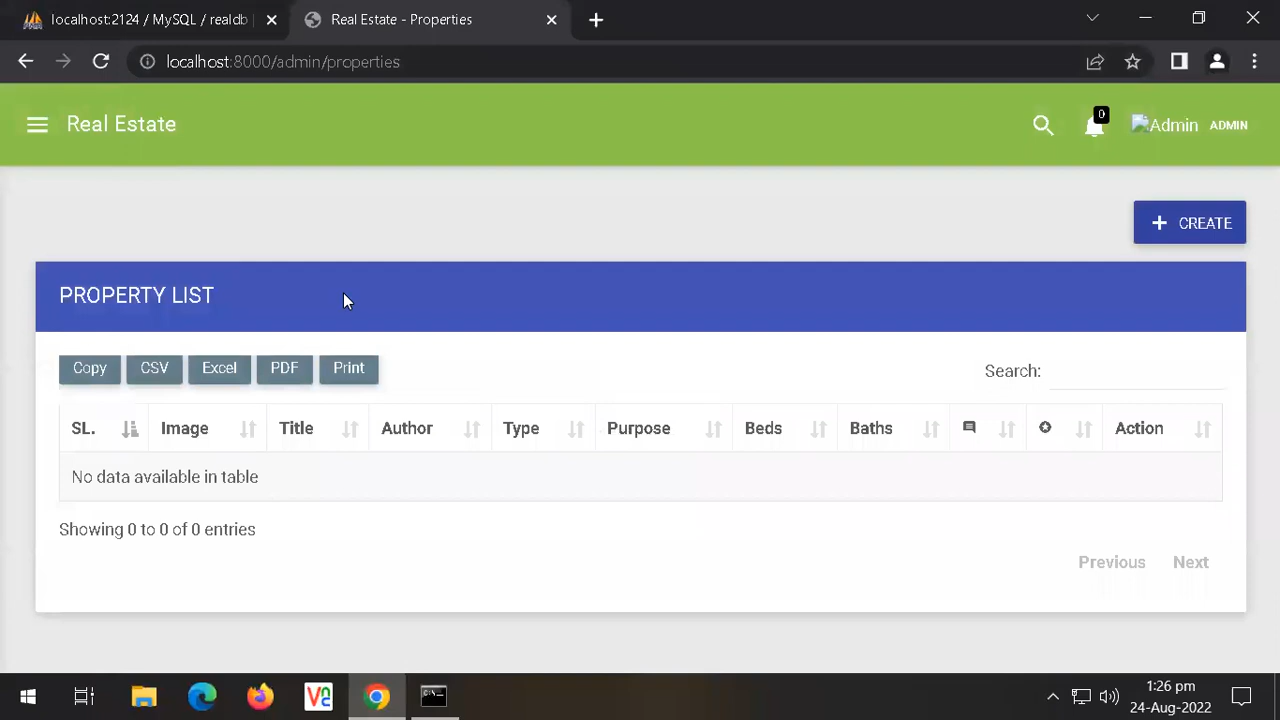 localhost:2124 / MySQL / realdb
Real Estate - Properties
localhost:8000/admin/properties
Real Estate
0
Admin
ADMIN
+ CREATE
PROPERTY LIST
Copy CSV Excel PDF Print
Search:
SL. Image Title Author Type Purpose Beds Baths Action
No data available in table
Showing 0 to 0 of 0 entries
Previous Next
1:26 pm
24-Aug-2022